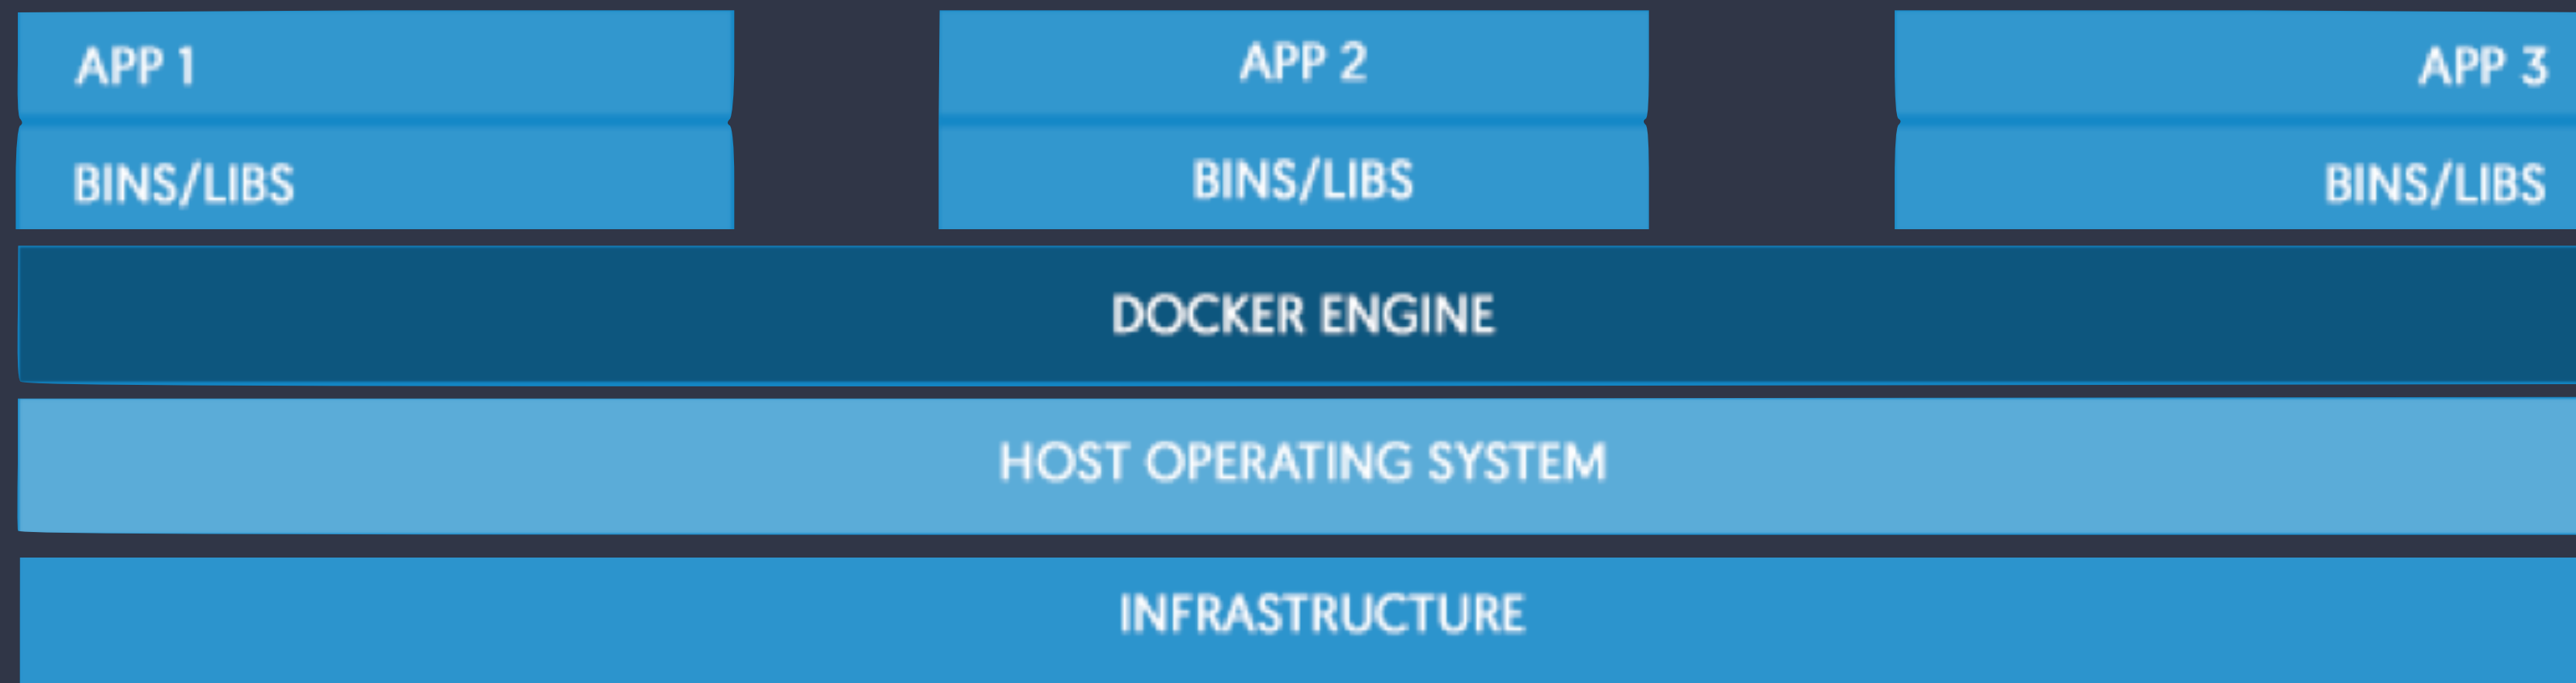 APP 1
APP 2
APP 3
BINS/LIBS
BINS/LIBS
BINS/LIBS
DOCKER ENGINE
HOST OPERATING SYSTEM
INFRASTRUCTURE